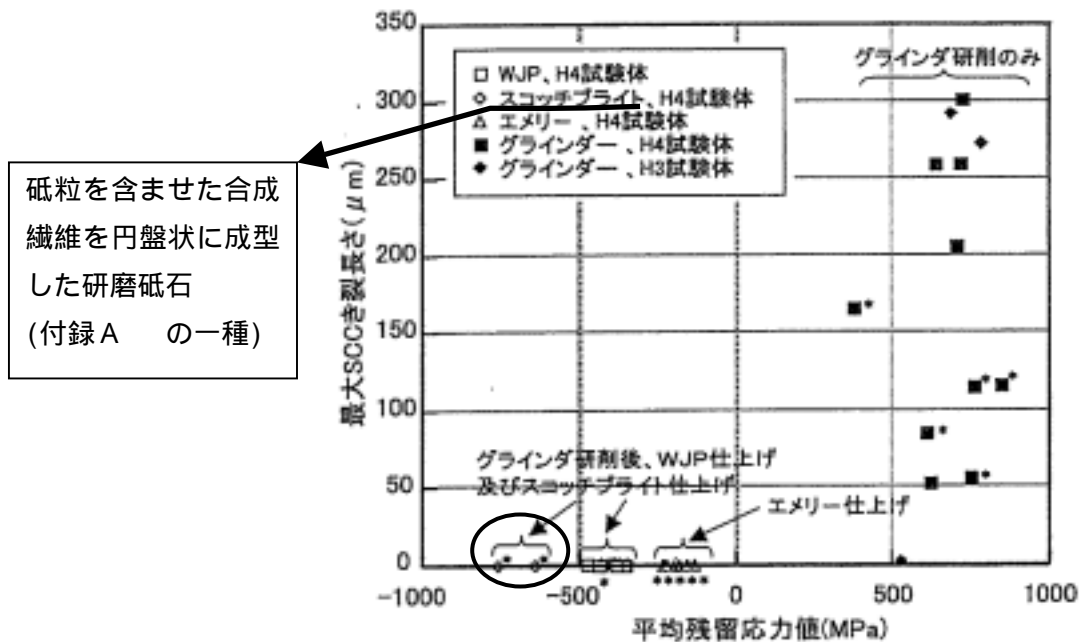 350
300
250
200
150
100
50
0
最大SCCき裂長さ(μm)
グラインダ研削のみ
□ WJP、H4試験体
◇ スコッチブライト、H4試験体
△ エメリー 、H4試験体
■ グラインダー 、H4試験体
◆ グラインダー 、H3試験体
砥粒を含ませた合成
繊維を円盤状に成型
した研磨砥石
(付録A の一種)
グラインダ研削後、WJP仕上げ
及びスコッチブライト仕上げ
エメリー仕上げ
-1000
-500
0
500
1000
平均残留応力値(MPa)